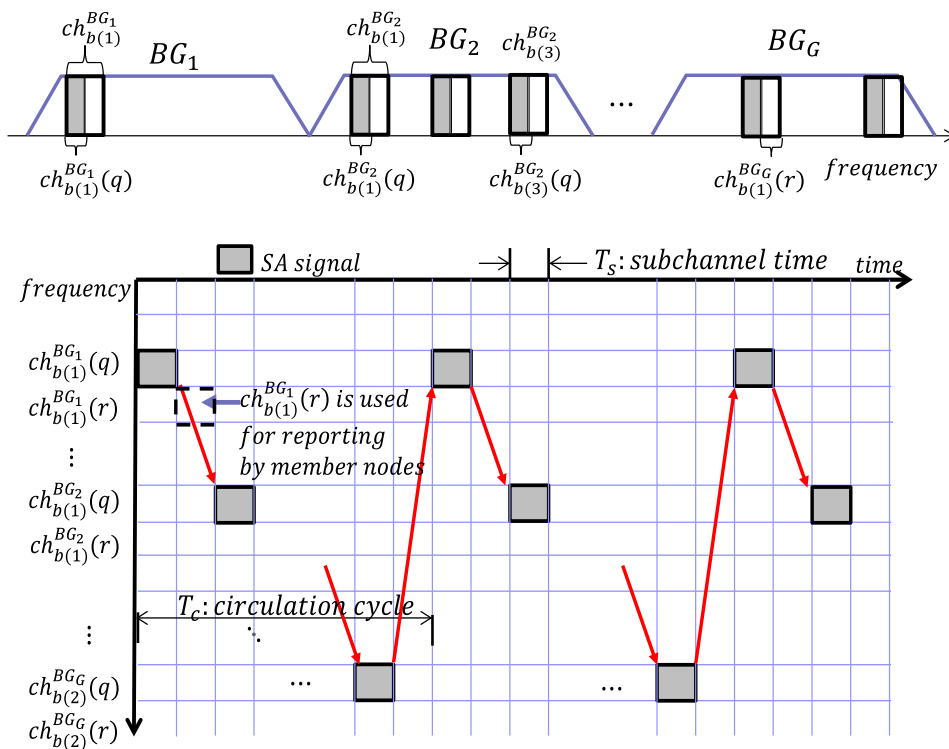 ch_{b(1)}^{BG_1} BG_1 ch_{b(1)}^{BG_2} BG_2 ch_{b(3)}^{BG_2} BG_G
...
ch_{b(1)}^{BG_1}(q) ch_{b(1)}^{BG_2}(q) ch_{b(3)}^{BG_2}(q) ch_{b(1)}^{BG_G}(r) frequency
SA signal T_s: subchannel time time
frequency
ch_{b(1)}^{BG_1}(q)
ch_{b(1)}^{BG_1}(r)
ch_{b(1)}^{BG_1}(r) is used
for reporting
by member nodes
⋮
ch_{b(1)}^{BG_2}(q)
ch_{b(1)}^{BG_2}(r)
T_c: circulation cycle
⋮ ⋱
... ...
ch_{b(2)}^{BG_G}(q)
ch_{b(2)}^{BG_G}(r)